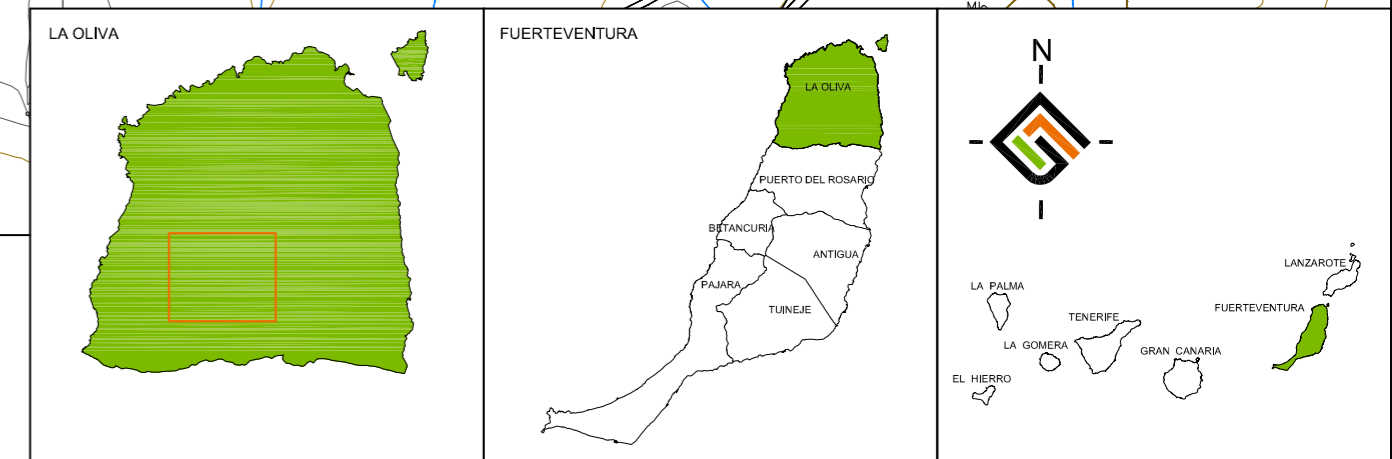 LA OLIVA
FUERTEVENTURA
LA OLIVA
PUERTO DEL ROSARIO
BETANCURIA
ANTIGUA
PAJARA
TUINEJE
N
LANZAROTE
LA PALMA
FUERTEVENTURA
TENERIFE
LA GOMERA
GRAN CANARIA
EL HIERRO